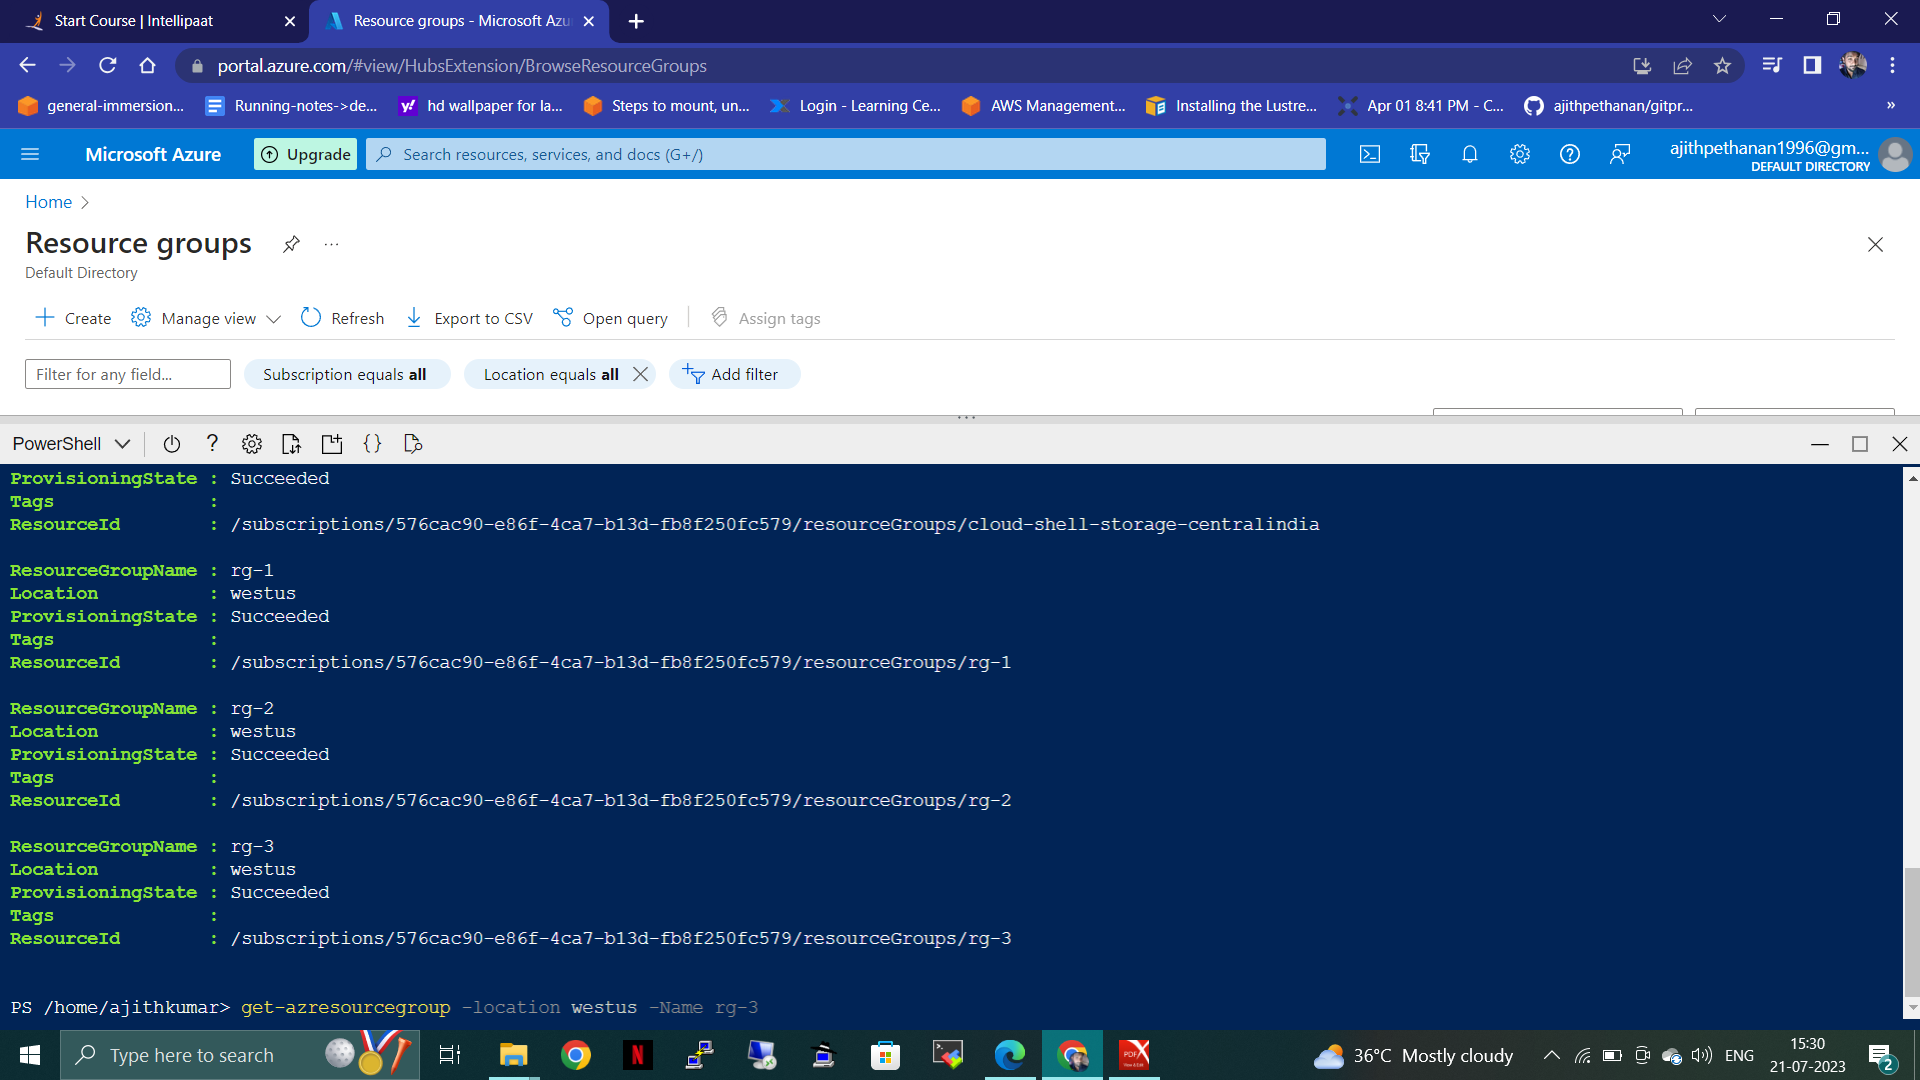 Start Course | Intellipaat
Resource groups - Microsoft Azu
portal.azure.com/#view/HubsExtension/BrowseResourceGroups
general-immersion...
Running-notes->de...
hd wallpaper for la...
Steps to mount, un...
Login - Learning Ce...
AWS Management...
Installing the Lustre...
Apr 01 8:41 PM - C...
ajithpethanan/gitpr...
»
Microsoft Azure
Upgrade
Search resources, services, and docs (G+/)
ajithpethanan1996@gm...
DEFAULT DIRECTORY
Home
Resource groups
...
Default Directory
Create
Manage view
Refresh
Export to CSV
Open query
Assign tags
Filter for any field...
Subscription equals all
Location equals all
Add filter
PowerShell
?
{}
ProvisioningState : Succeeded
Tags :
ResourceId : /subscriptions/576cac90-e86f-4ca7-b13d-fb8f250fc579/resourceGroups/cloud-shell-storage-centralindia
ResourceGroupName : rg-1
Location : westus
ProvisioningState : Succeeded
Tags :
ResourceId : /subscriptions/576cac90-e86f-4ca7-b13d-fb8f250fc579/resourceGroups/rg-1
ResourceGroupName : rg-2
Location : westus
ProvisioningState : Succeeded
Tags :
ResourceId : /subscriptions/576cac90-e86f-4ca7-b13d-fb8f250fc579/resourceGroups/rg-2
ResourceGroupName : rg-3
Location : westus
ProvisioningState : Succeeded
Tags :
ResourceId : /subscriptions/576cac90-e86f-4ca7-b13d-fb8f250fc579/resourceGroups/rg-3
PS /home/ajithkumar> get-azresourcegroup -location westus -Name rg-3
Type here to search
N
PDF
36°C Mostly cloudy
ENG
15:30
21-07-2023
2